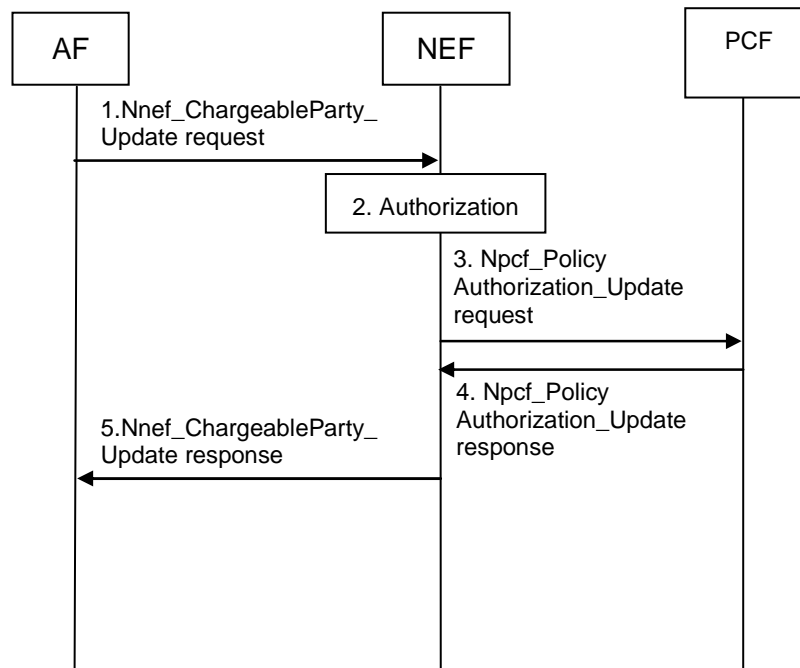 AF
NEF
PCF
1.Nnef_ChargeableParty_
Update request
2. Authorization
3. Npcf_Policy
Authorization_Update
request
4. Npcf_Policy
Authorization_Update
response
5.Nnef_ChargeableParty_
Update response